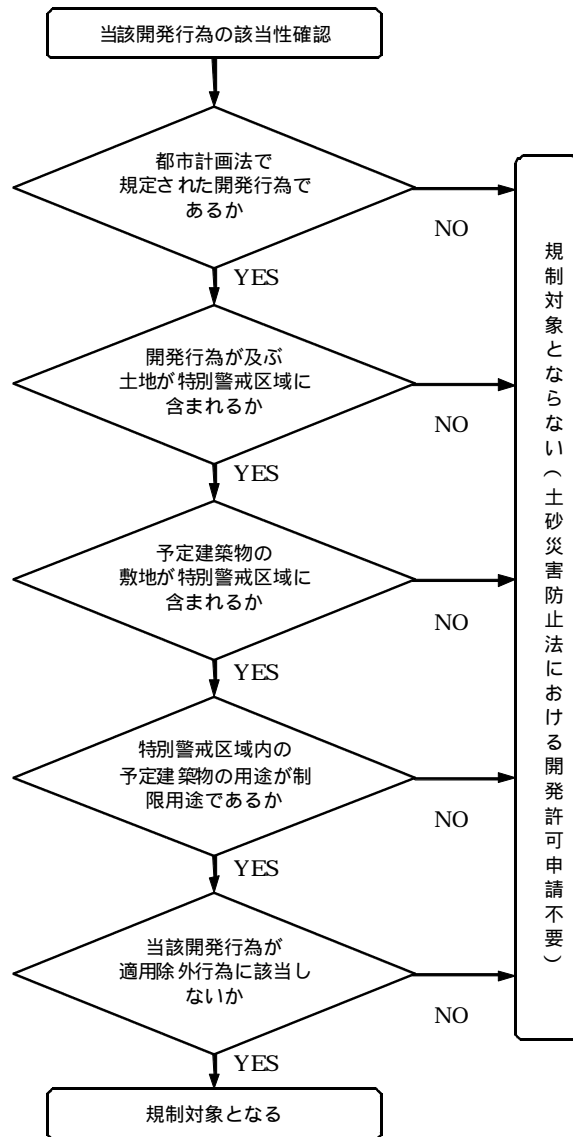 当該開発行為の該当性確認
都市計画法で
規定された開発行為で
あるか
NO
YES
開発行為が及ぶ
土地が特別警戒区域に
含まれるか
NO
YES
予定建築物の
敷地が特別警戒区域に
含まれるか
NO
YES
特別警戒区域内の
予定建築物の用途が制
限用途であるか
NO
YES
当該開発行為が
適用除外行為に該当し
ないか
NO
YES
規制対象となる
規制対象とならない(土砂災害防止法における開発許可申請不要)